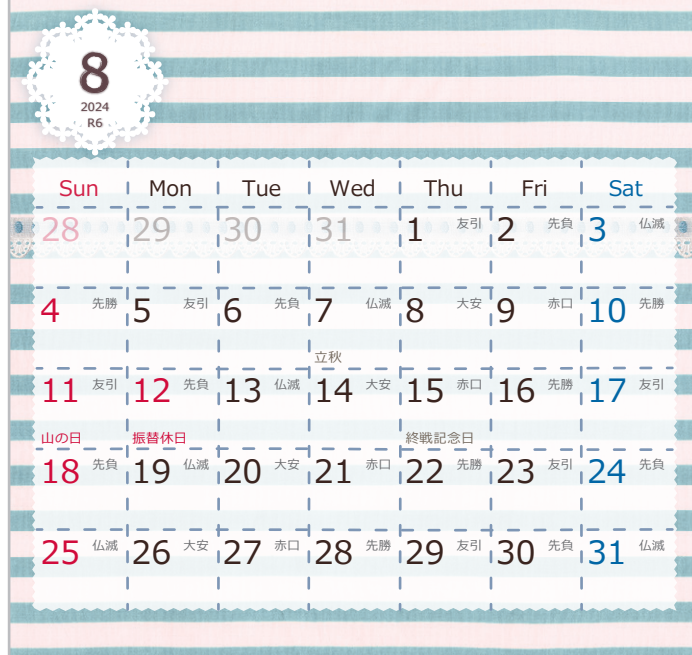 8
2024
R6
Sun Mon Tue Wed Thu Fri Sat
28 29 30 31 1 友引 2 先負 3 仏滅
4 先勝 5 友引 6 先負 7 仏滅 8 大安 9 赤口 10 先勝
立秋
11 友引 12 先負 13 仏滅 14 大安 15 赤口 16 先勝 17 友引
山の日 振替休日 終戦記念日
18 先負 19 仏滅 20 大安 21 赤口 22 先勝 23 友引 24 先負
25 仏滅 26 大安 27 赤口 28 先勝 29 友引 30 先負 31 仏滅